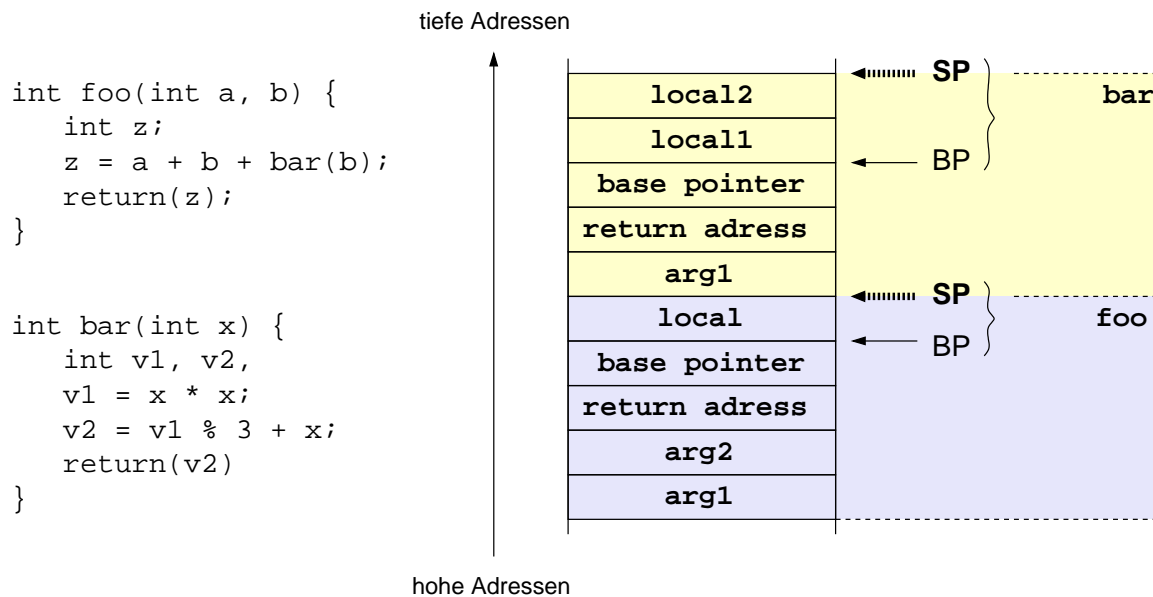 tiefe Adressen
int foo(int a, b) {
int z;
z = a + b + bar(b);
return(z);
}
int bar(int x) {
int v1, v2,
v1 = x * x;
v2 = v1 % 3 + x;
return(v2)
}
local2
local1
base pointer
return adress
arg1
local
base pointer
return adress
arg2
arg1
SP
bar
BP
SP
foo
BP
hohe Adressen